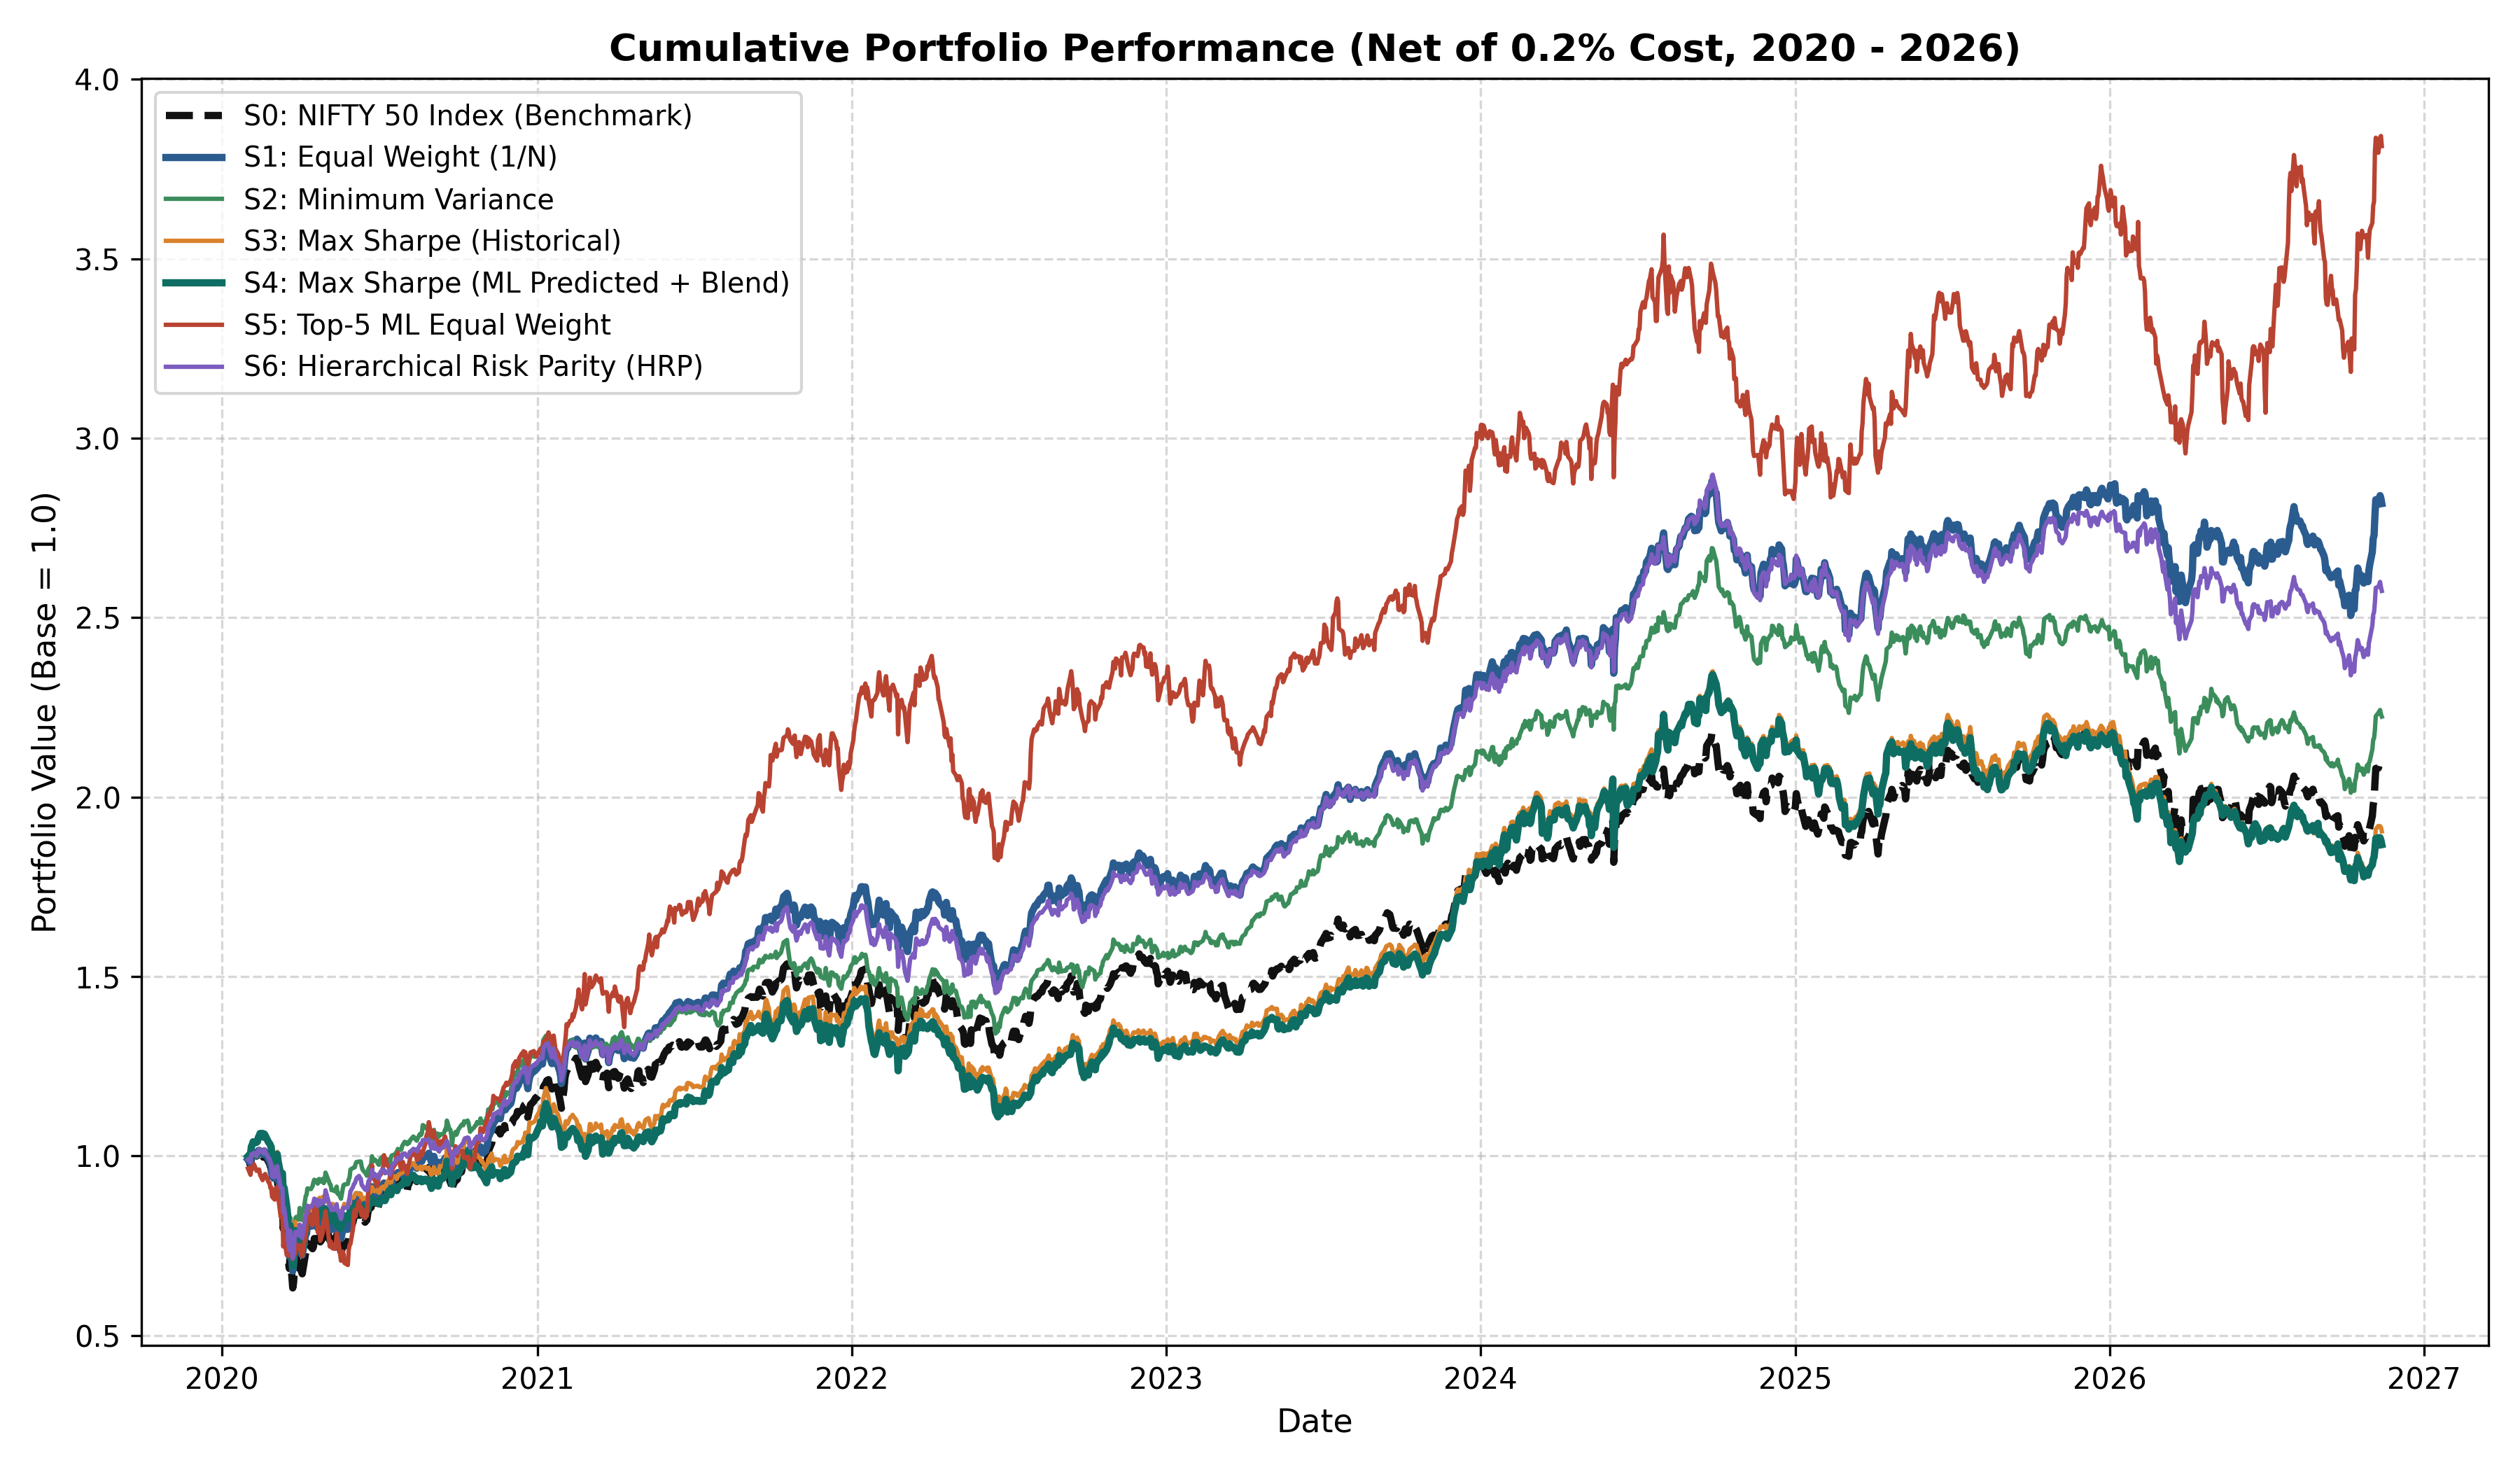 Cumulative Portfolio Performance (Net of 0.2% Cost, 2020 - 2026)
S0: NIFTY 50 Index (Benchmark)
S1: Equal Weight (1/N)
S2: Minimum Variance
S3: Max Sharpe (Historical)
S4: Max Sharpe (ML Predicted + Blend)
S5: Top-5 ML Equal Weight
S6: Hierarchical Risk Parity (HRP)
Portfolio Value (Base = 1.0)
4.0
3.5
3.0
2.5
2.0
1.5
1.0
0.5
2020 2021 2022 2023 2024 2025 2026 2027
Date